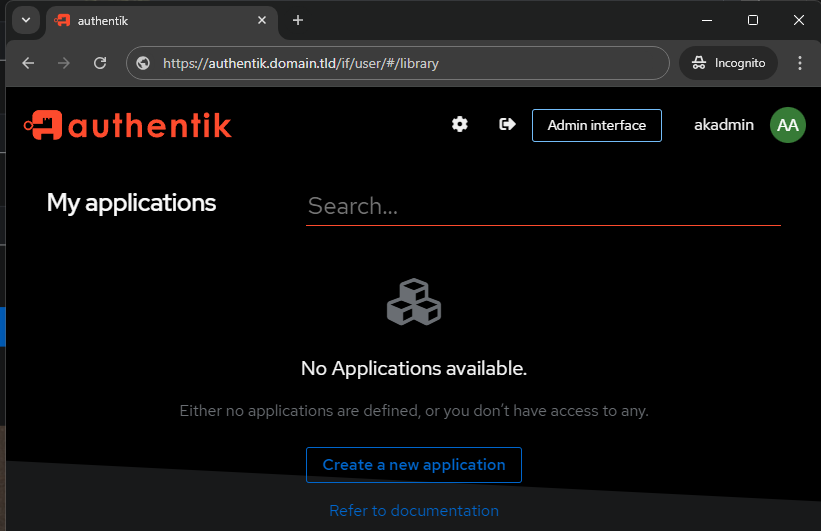 authentik
https://authentik.domain.tld/if/user/#/library
Incognito
authentik
Admin interface
akadmin
AA
My applications
Search...
No Applications available.
Either no applications are defined, or you don’t have access to any.
Create a new application
Refer to documentation